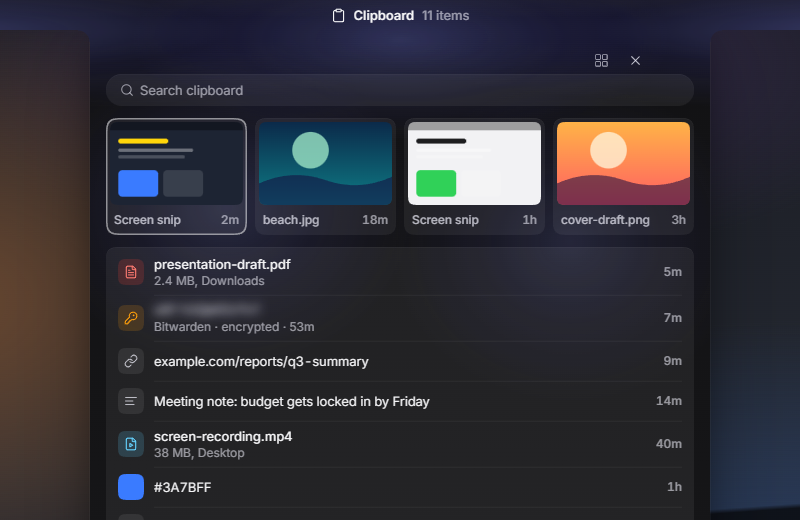 Clipboard 11 items
Search clipboard
Screen snip 2m
beach.jpg 18m
Screen snip 1h
cover-draft.png 3h
presentation-draft.pdf
2.4 MB, Downloads
5m
Bitwarden · encrypted · 53m
7m
example.com/reports/q3-summary 9m
Meeting note: budget gets locked in by Friday 14m
screen-recording.mp4
38 MB, Desktop
40m
#3A7BFF 1h